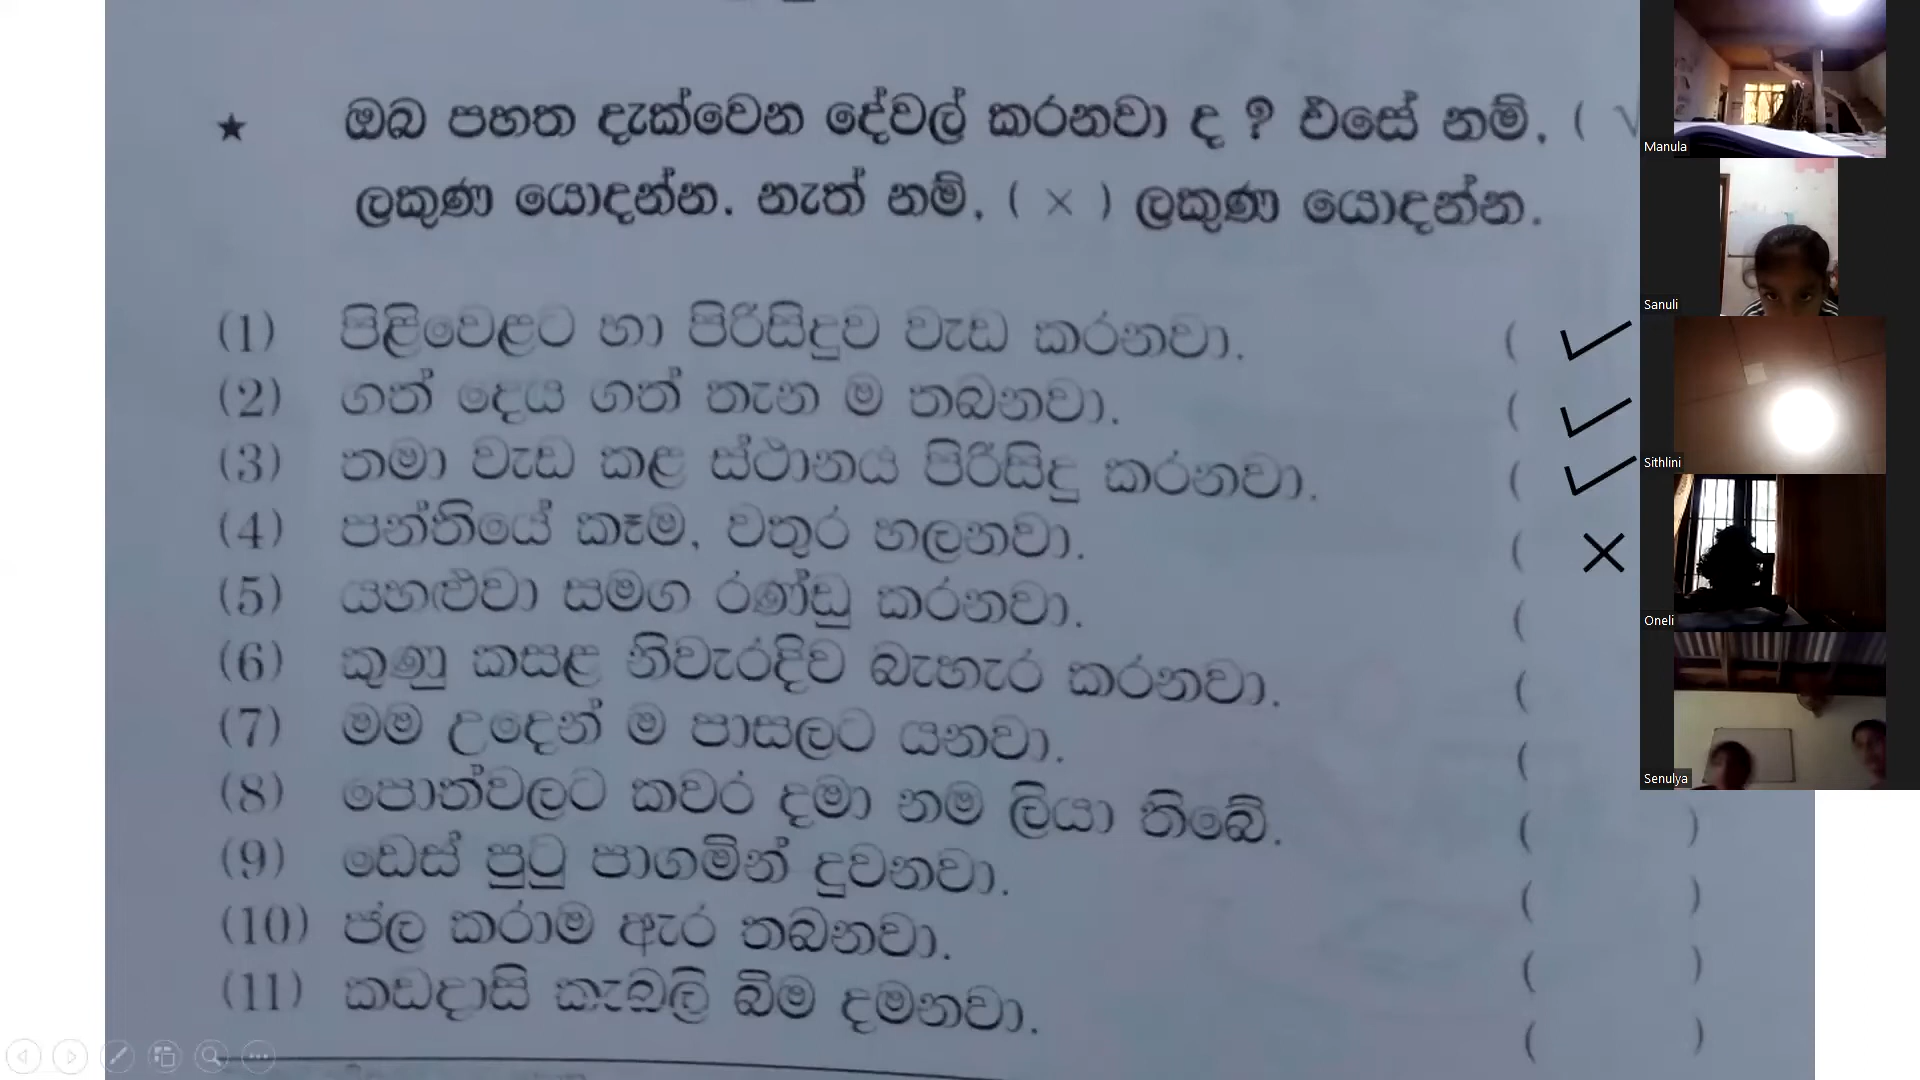 ★ ඔබ පහත දැක්වෙන දේවල් කරනවා ද ? එසේ නම්, ( √
ලකුණ යොදන්න. නැත් නම්, ( × ) ලකුණ යොදන්න.
(1) පිළිවෙළට හා පිරිසිදුව වැඩ කරනවා. ( ✓
(2) ගත් දෙය ගත් තැන ම තබනවා. ( ✓
(3) තමා වැඩ කළ ස්ථානය පිරිසිදු කරනවා. ( ✓
(4) පන්තියේ කෑම, වතුර හලනවා. ( ×
(5) යහළුවා සමග රණ්ඩු කරනවා. (
(6) කුණු කසළ නිවැරදිව බැහැර කරනවා. (
(7) මම උදෙන් ම පාසලට යනවා. (
(8) පොත්වලට කවර දමා නම ලියා තිබේ. ( )
(9) ඩෙස් පුටු පාගමින් දුවනවා. ( )
(10) ජල කරාම ඇර තබනවා. ( )
(11) කඩදාසි කැබලි බිම දමනවා. ( )
Manula
Sanuli
Sithlini
Oneli
Senulya